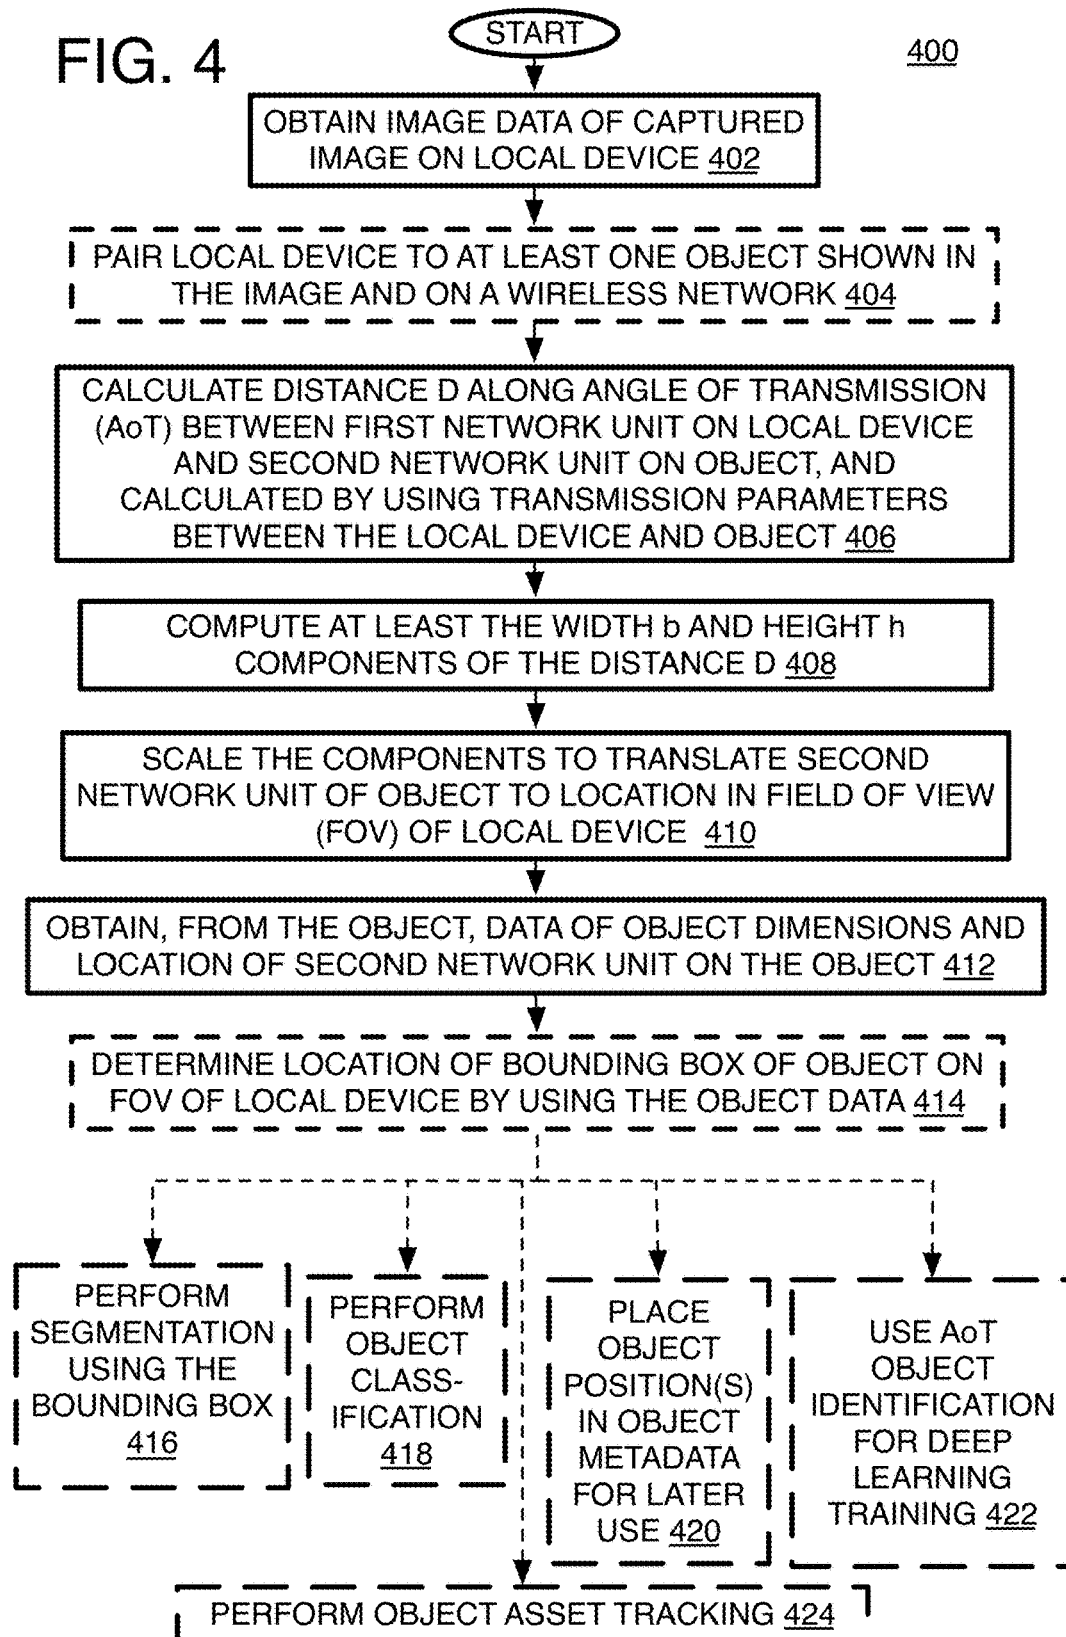 FIG. 4
START
400
OBTAIN IMAGE DATA OF CAPTURED
IMAGE ON LOCAL DEVICE 402
PAIR LOCAL DEVICE TO AT LEAST ONE OBJECT SHOWN IN
THE IMAGE AND ON A WIRELESS NETWORK 404
CALCULATE DISTANCE D ALONG ANGLE OF TRANSMISSION
(AoT) BETWEEN FIRST NETWORK UNIT ON LOCAL DEVICE
AND SECOND NETWORK UNIT ON OBJECT, AND
CALCULATED BY USING TRANSMISSION PARAMETERS
BETWEEN THE LOCAL DEVICE AND OBJECT 406
COMPUTE AT LEAST THE WIDTH b AND HEIGHT h
COMPONENTS OF THE DISTANCE D 408
SCALE THE COMPONENTS TO TRANSLATE SECOND
NETWORK UNIT OF OBJECT TO LOCATION IN FIELD OF VIEW
(FOV) OF LOCAL DEVICE 410
OBTAIN, FROM THE OBJECT, DATA OF OBJECT DIMENSIONS AND
LOCATION OF SECOND NETWORK UNIT ON THE OBJECT 412
DETERMINE LOCATION OF BOUNDING BOX OF OBJECT ON
FOV OF LOCAL DEVICE BY USING THE OBJECT DATA 414
PERFORM
SEGMENTATION
USING THE
BOUNDING BOX
416
PERFORM
OBJECT
CLASS-
IFICATION
418
PLACE
OBJECT
POSITION(S)
IN OBJECT
METADATA
FOR LATER
USE 420
USE AoT
OBJECT
IDENTIFICATION
FOR DEEP
LEARNING
TRAINING 422
PERFORM OBJECT ASSET TRACKING 424